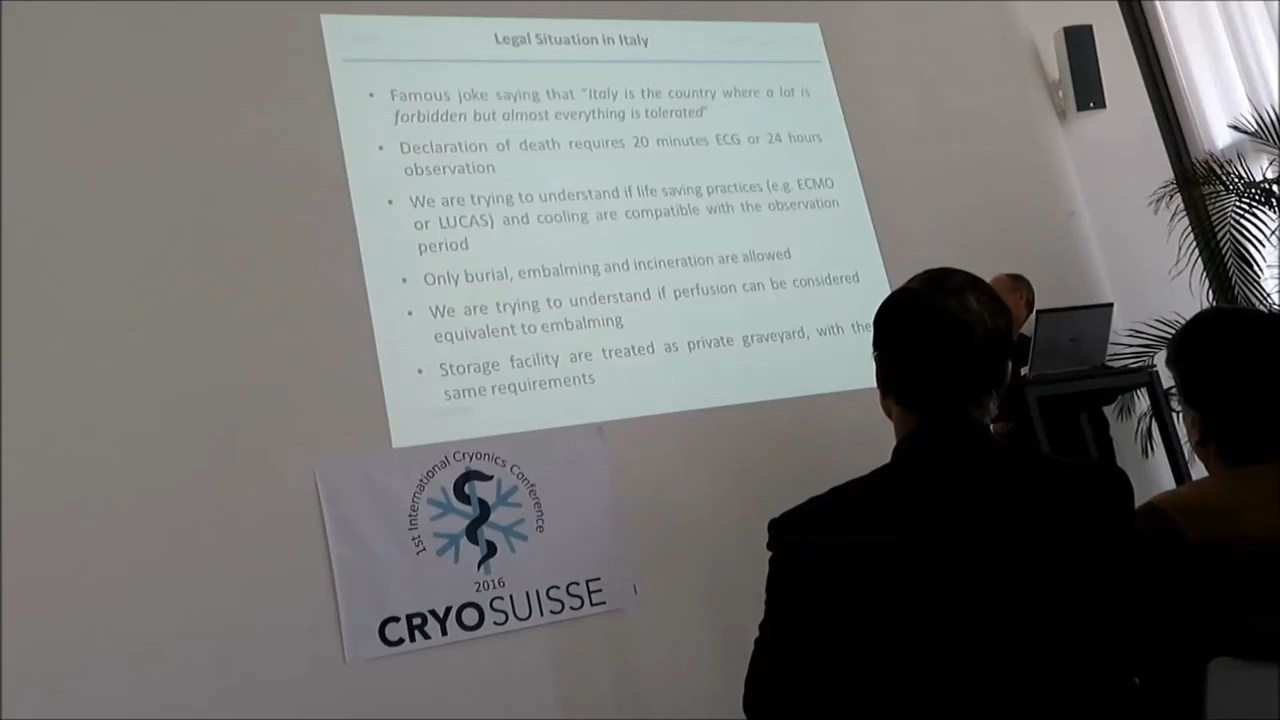 Legal Situation in Italy
• Famous joke saying that "Italy is the country where a lot is
forbidden but almost everything is tolerated"
• Declaration of death requires 20 minutes ECG or 24 hours
observation
• We are trying to understand if life saving practices (e.g. ECMO
or LUCAS) and cooling are compatible with the observation
period
• Only burial, embalming and incineration are allowed
• We are trying to understand if perfusion can be considered
equivalent to embalming
• Storage facility are treated as private graveyard, with the
same requirements
1st International Cryonics Conference
2016
CRYOSUISSE